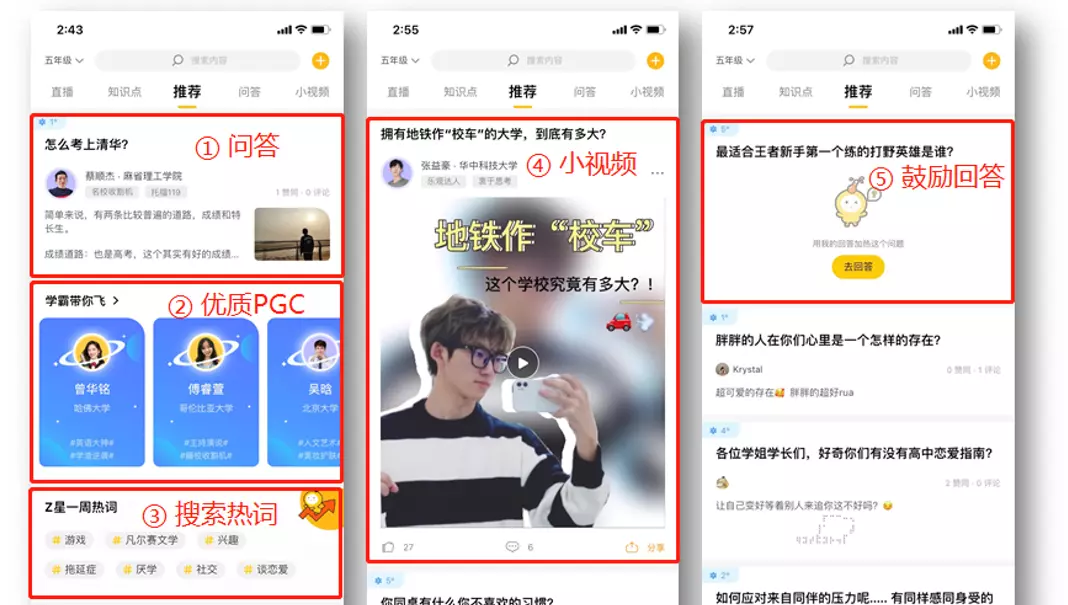 2:43
五年级
搜索内容
直播 知识点 推荐 问答 小视频
1°
怎么考上清华?
① 问答
蔡顺杰 · 麻省理工学院
名校收割机 托福119
1 赞同 · 0 评论
简单来说，有两条比较普遍的道路，成绩和特
长生。
成绩道路：也是高考，这个其实有好的成绩...
学霸带你飞
② 优质PGC
曾华铭
哈佛大学
#英语大神#
#学渣逆袭#
傅睿萱
哥伦比亚大学
#主持演说#
#藤校收割机#
吴晗
北京大学
#人文艺术#
#美妆护肤#
Z星一周热词
③ 搜索热词
# 游戏 # 凡尔赛文学 # 兴趣
# 拖延症 # 厌学 # 社交 # 谈恋爱
2:55
五年级
搜索内容
直播 知识点 推荐 问答 小视频
拥有地铁作“校车”的大学，到底有多大?
张益豪 · 华中科技大学
乐观达人 勇于思考
④ 小视频
地铁作“校车”
这个学校究竟有多大？！
27 6 分享
5°
你同桌有什么你不喜欢的习惯?
2:57
五年级
搜索内容
直播 知识点 推荐 问答 小视频
5°
最适合王者新手第一个练的打野英雄是谁?
⑤ 鼓励回答
用我的回答加热这个问题
去回答
1°
胖胖的人在你们心里是一个怎样的存在?
Krystal
0 赞同 · 1 评论
超可爱的存在🥰 胖胖的超好rua
4°
各位学姐学长们，好奇你们有没有高中恋爱指南?
2 赞同 · 0 评论
让自己变好等着别人来追你这不好吗？
2°
如何应对来自同伴的压力呢..... 有同样感同身受的